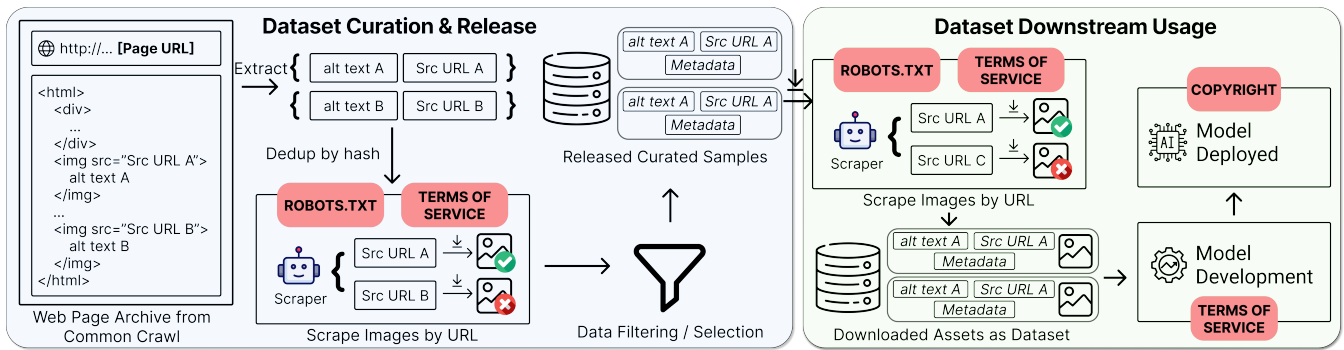 Dataset Curation & Release
http://... [Page URL]
<html>
<div>
...
</div>
<img src="Src URL A">
alt text A
</img>
...
<img src="Src URL B">
alt text B
</img>
</html>
Web Page Archive from
Common Crawl
Extract
{ alt text A Src URL A }
{ alt text B Src URL B }
Dedup by hash
ROBOTS.TXT
TERMS OF
SERVICE
Scraper
{
Src URL A
Src URL B
Scrape Images by URL
Data Filtering / Selection
alt text A Src URL A
Metadata
alt text A Src URL A
Metadata
Released Curated Samples
Dataset Downstream Usage
ROBOTS.TXT
TERMS OF
SERVICE
Scraper
{
Src URL A
Src URL C
Scrape Images by URL
alt text A Src URL A
Metadata
alt text A Src URL A
Metadata
Downloaded Assets as Dataset
COPYRIGHT
AI
Model
Deployed
Model
Development
TERMS OF
SERVICE